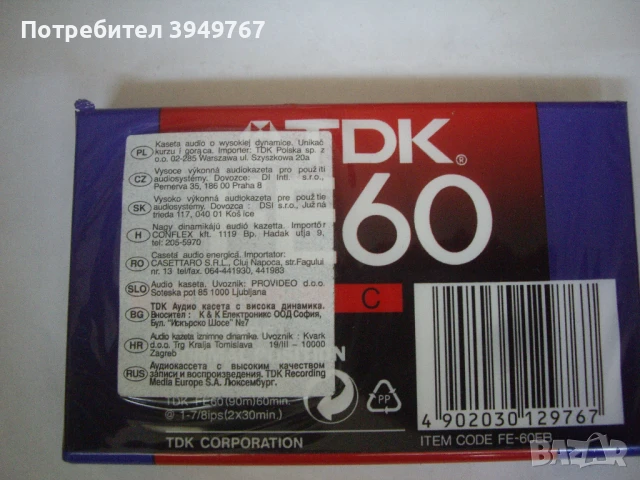 Потребител 3949767
TDK®
60
PL Kaseta audio o wysokiej dynamice. Unikać
kurzu i gorąca. Importer: TDK Polska sp. z
o.o. 02-285 Warszawa ul. Szyszkowa 20a
CZ Vysoce výkonná audiokazeta pro použití
audiosystémy. Dovozce: DI Intl. s.r.o.,
Pernerva 35, 186 00 Praha 8
SK Vysoko výkonná audiokazeta pre použitie
audiosystémy. Dovozca : DSI s.r.o., Južná
trieda 117, 040 01 Košice
H Nagy dinamikájú audió kazetta. Importőr
CONFLEX kft. 1119 Bp. Hadak útja 9,
tel: 205-5970
RO Casetă audio energică. Importator:
CASETTARO S.R.L., Cluj Napoca, str.Fagului
nr. 13 tel/fax. 064-441930, 441983
SLO Audio kaseta. Uvoznik: PROVIDEO d.o.o.
Soteska pot 85 1000 Ljubljana
BG TDK Аудио касета с висока динамика.
Вносител : К & К Електроникс ООД София,
Бул. "Искърско Шосе" №7
HR Audio kazeta iznimne dinamika. Uvoznik : Kvark
d.o.o. Trg Kralja Tomislava 19/III – 10000
Zagreb
RUS Аудиокассета с высоким качеством
записи и воспроизведения. TDK Recording
Media Europe S.A. Люксембург.
C
N
PP
TDK FE60(90m)60min.
@ 1-7/8ips(2x30min.)
TDK CORPORATION
4 902030 129767
ITEM CODE FE-60EB
BAZAR